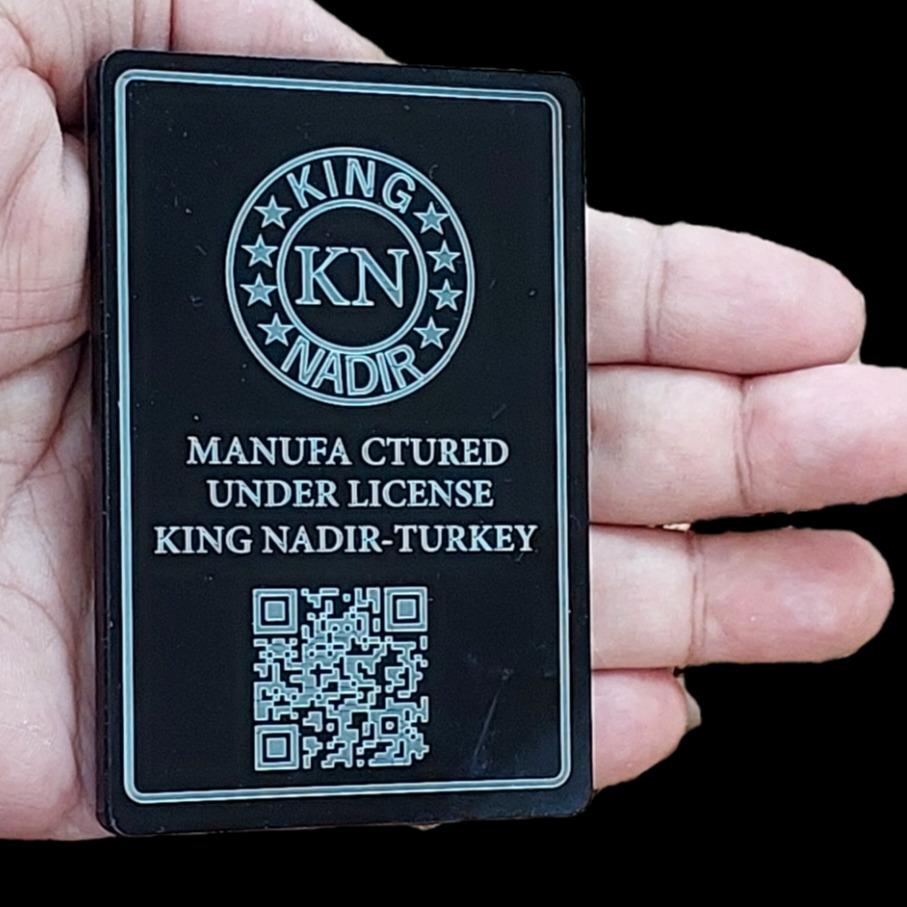 KING
KN
NADIR
MANUFA CTURED
UNDER LICENSE
KING NADIR-TURKEY